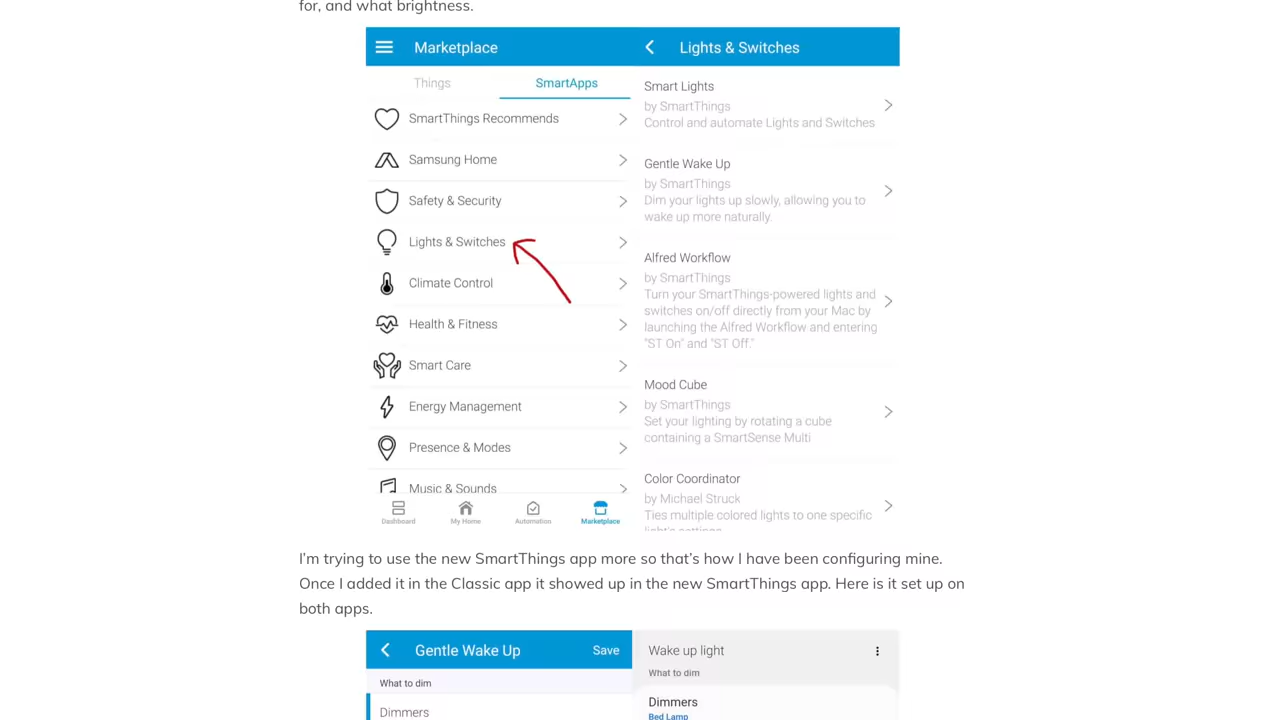 for, and what brightness.
Marketplace
Things
SmartApps
SmartThings Recommends
Samsung Home
Safety & Security
Lights & Switches
Climate Control
Health & Fitness
Smart Care
Energy Management
Presence & Modes
Music & Sounds
Dashboard
My Home
Automation
Marketplace
Lights & Switches
Smart Lights
by SmartThings
Control and automate Lights and Switches
Gentle Wake Up
by SmartThings
Dim your lights up slowly, allowing you to
wake up more naturally.
Alfred Workflow
by SmartThings
Turn your SmartThings-powered lights and
switches on/off directly from your Mac by
launching the Alfred Workflow and entering
"ST On" and "ST Off."
Mood Cube
by SmartThings
Set your lighting by rotating a cube
containing a SmartSense Multi
Color Coordinator
by Michael Struck
Ties multiple colored lights to one specific
light's settings
I'm trying to use the new SmartThings app more so that's how I have been configuring mine.
Once I added it in the Classic app it showed up in the new SmartThings app. Here is it set up on
both apps.
Gentle Wake Up
Save
What to dim
Dimmers
Wake up light
What to dim
Dimmers
Bed Lamp